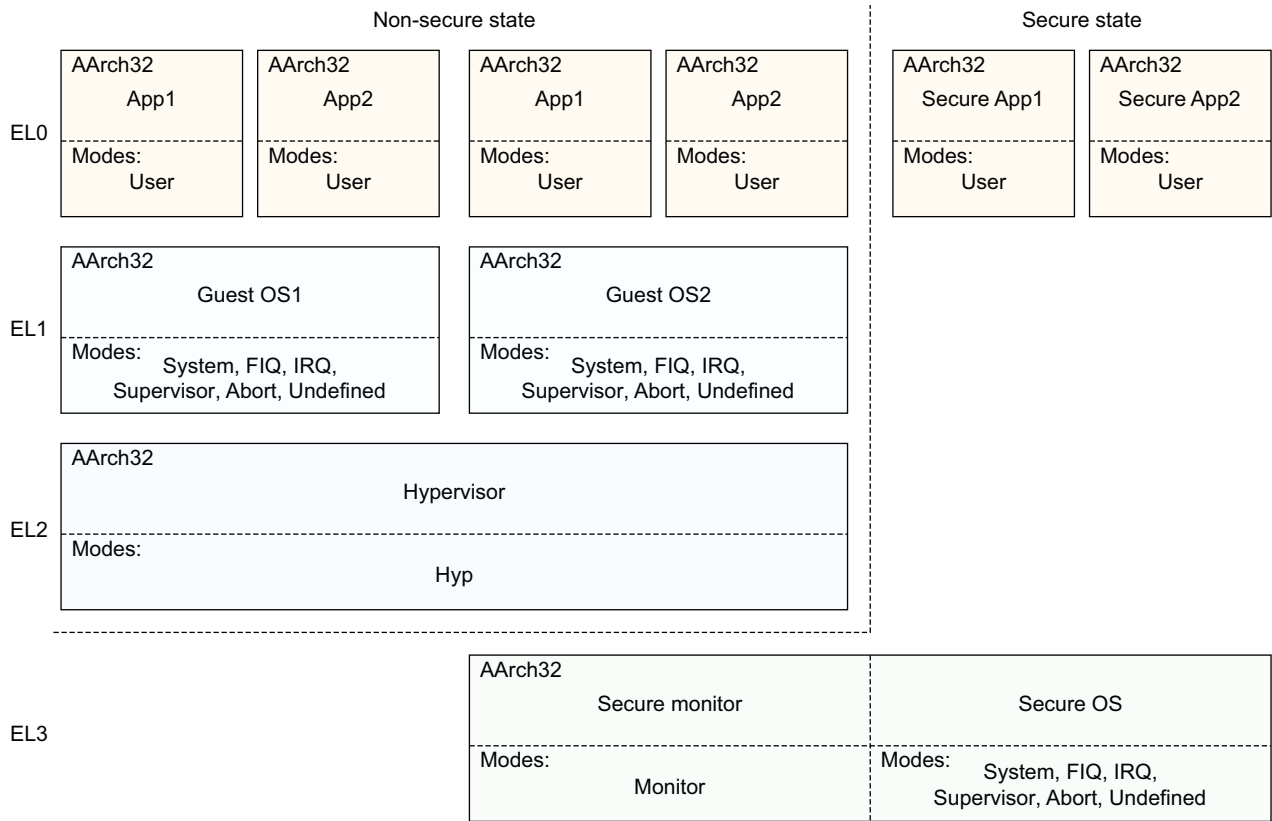 Non-secure state
Secure state
EL0
AArch32
App1
Modes:
User
AArch32
App2
Modes:
User
AArch32
App1
Modes:
User
AArch32
App2
Modes:
User
AArch32
Secure App1
Modes:
User
AArch32
Secure App2
Modes:
User
EL1
AArch32
Guest OS1
Modes:
System, FIQ, IRQ,
Supervisor, Abort, Undefined
AArch32
Guest OS2
Modes:
System, FIQ, IRQ,
Supervisor, Abort, Undefined
EL2
AArch32
Hypervisor
Modes:
Hyp
EL3
AArch32
Secure monitor
Modes:
Monitor
Secure OS
Modes:
System, FIQ, IRQ,
Supervisor, Abort, Undefined